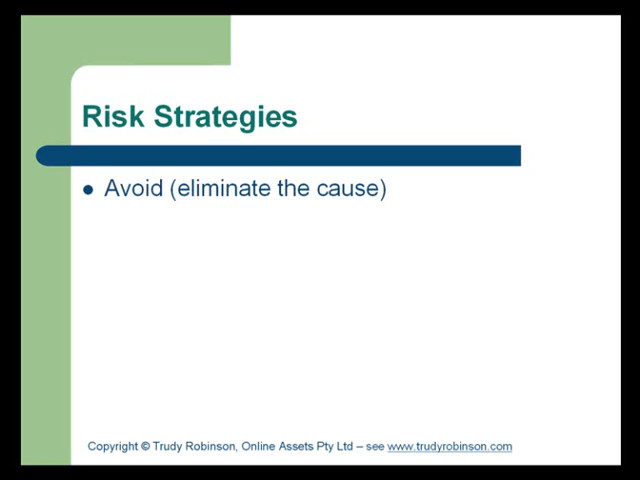 Risk Strategies
● Avoid (eliminate the cause)
Copyright © Trudy Robinson, Online Assets Pty Ltd – see www.trudyrobinson.com